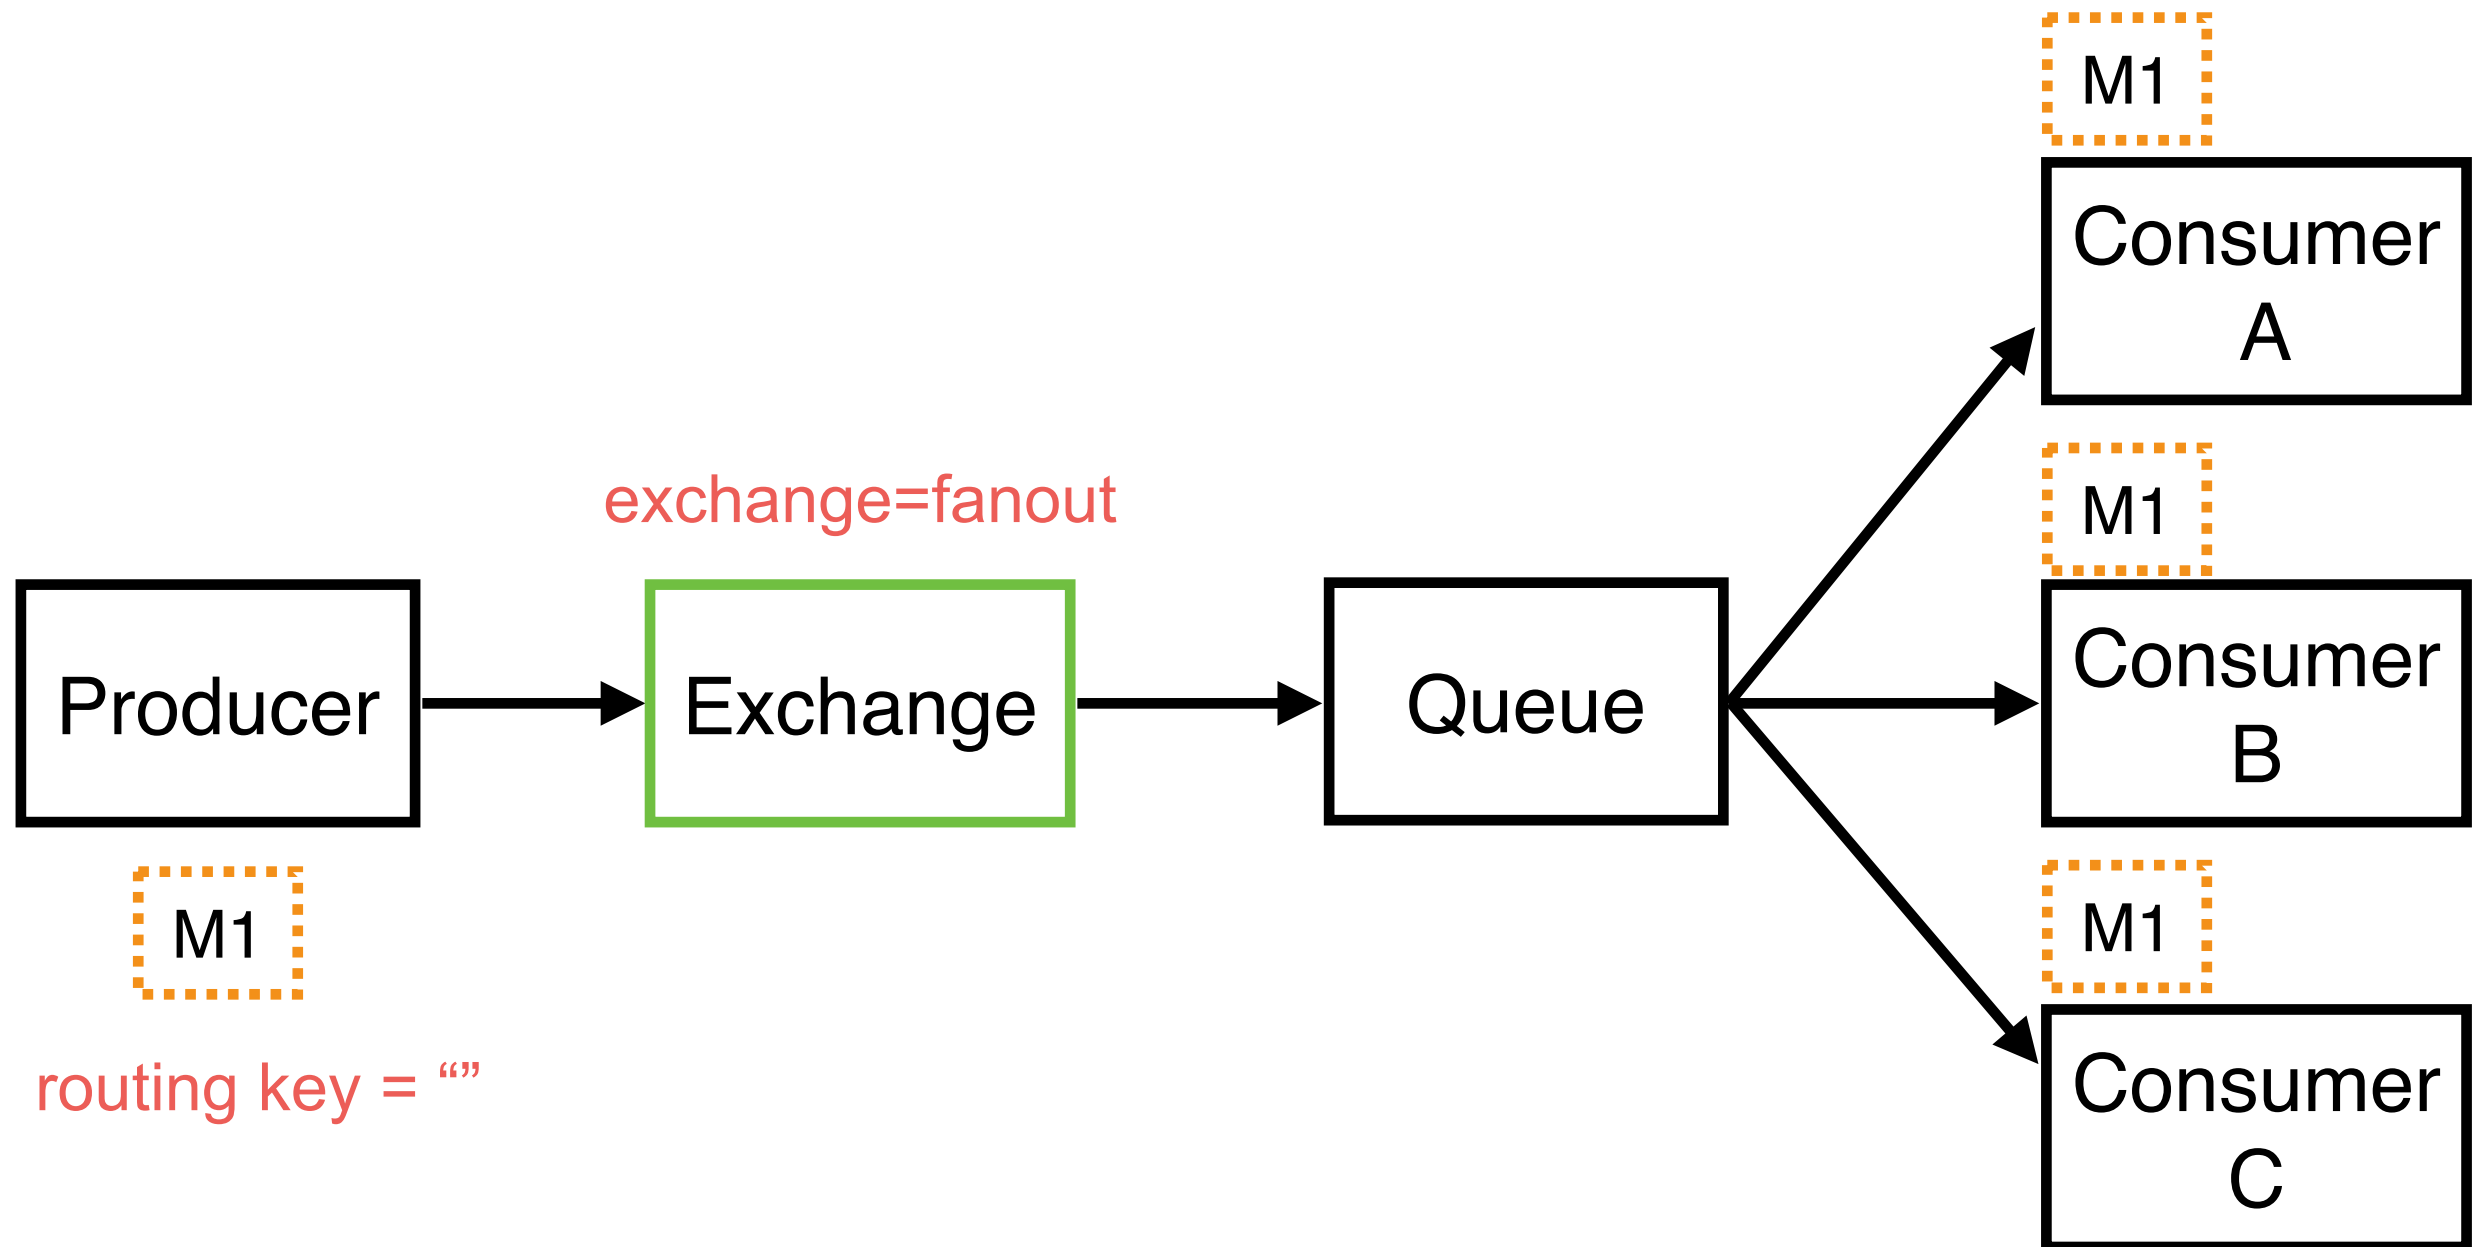 M1
Consumer
A
exchange=fanout
M1
Producer
Exchange
Queue
Consumer
B
M1
routing key = “”
M1
Consumer
C